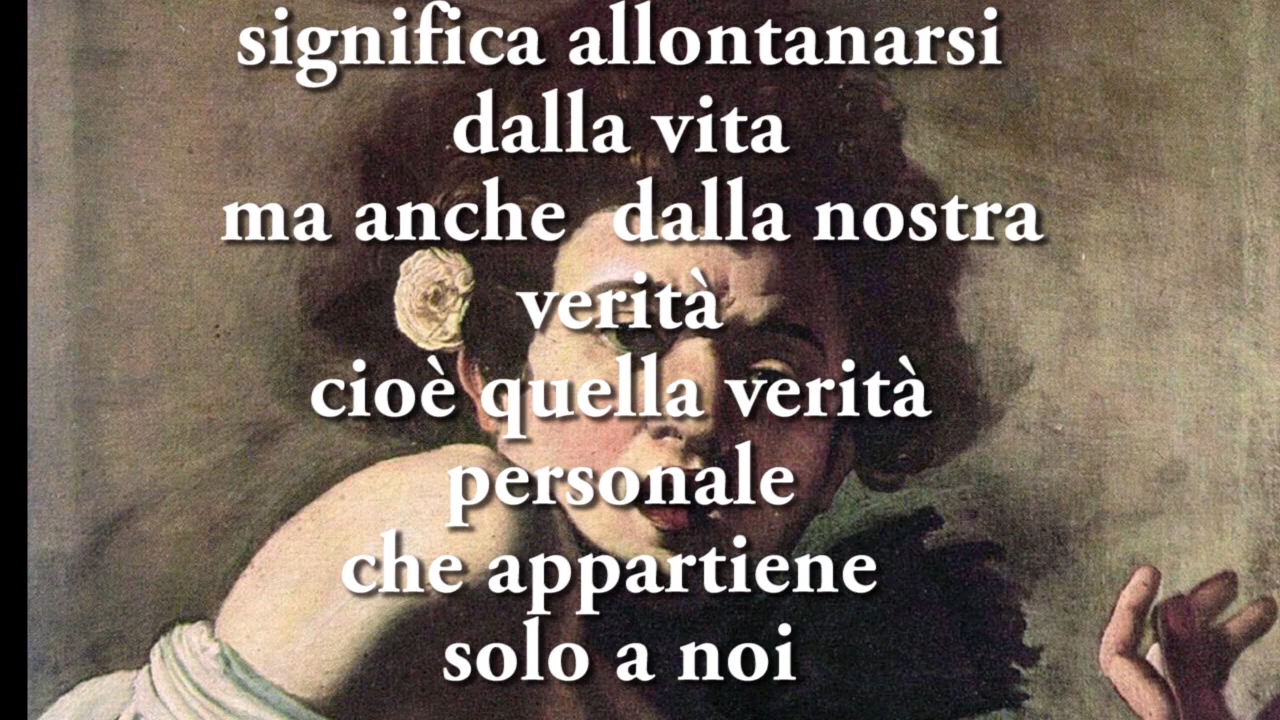 significa allontanarsi
dalla vita
ma anche  dalla nostra
verità
cioè quella verità
personale
che appartiene
solo a noi